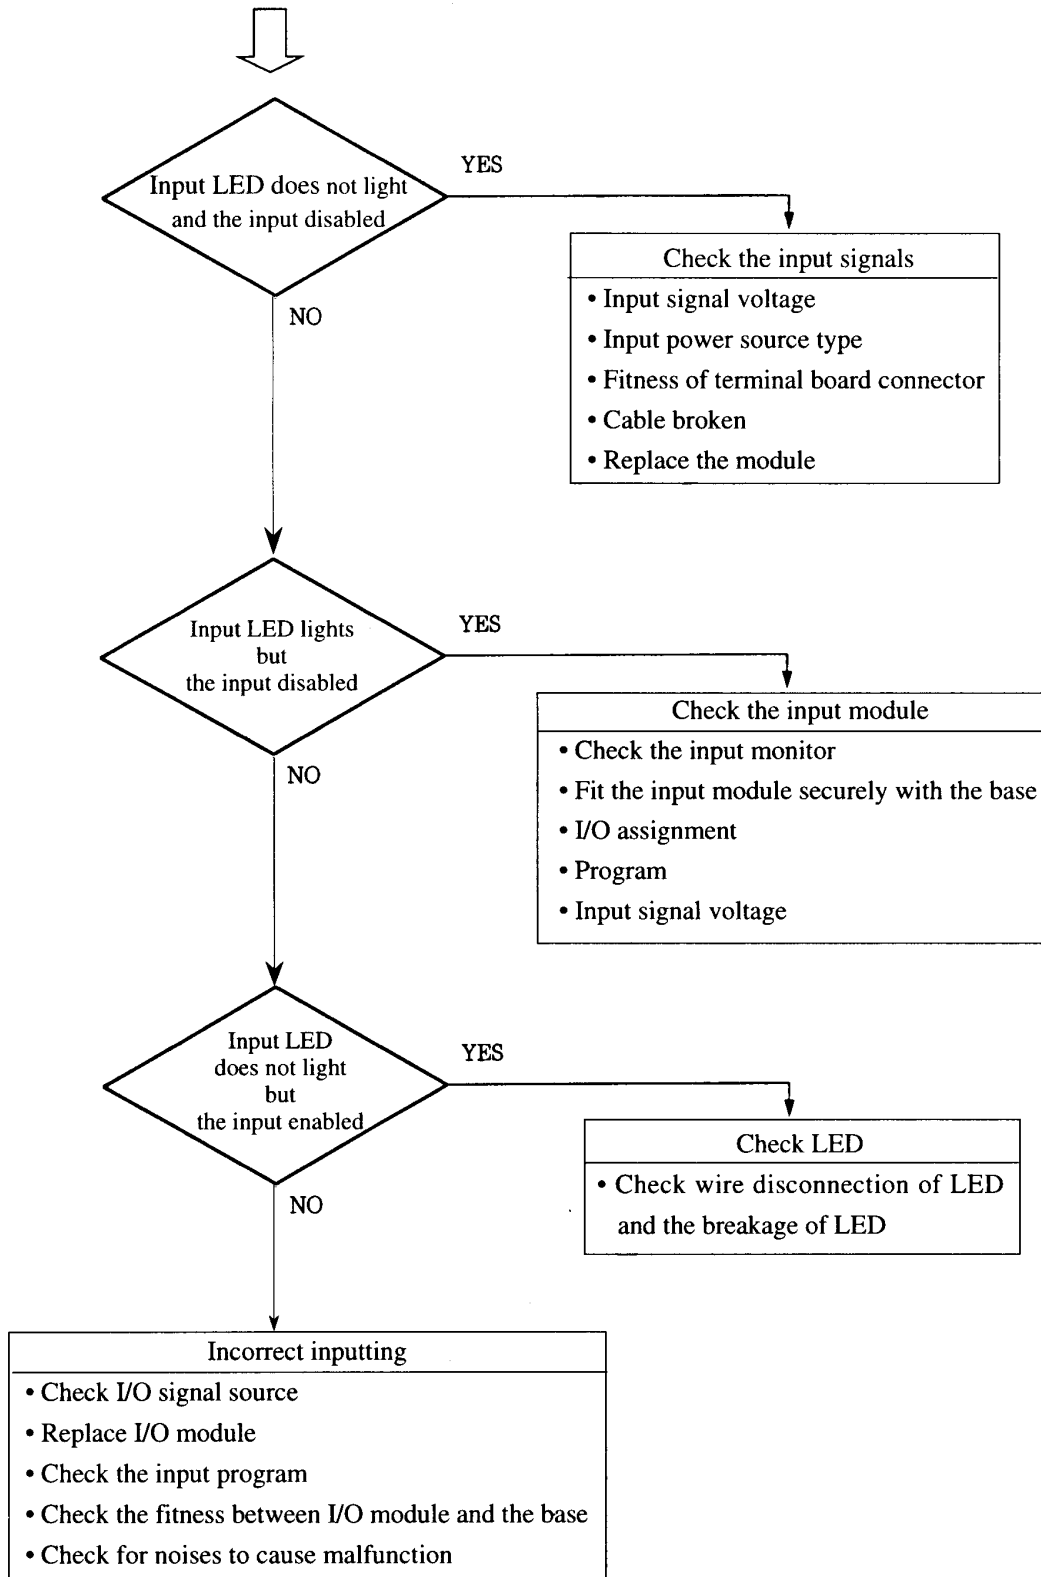 Input LED does not light
and the input disabled
YES
Check the input signals
• Input signal voltage
• Input power source type
• Fitness of terminal board connector
• Cable broken
• Replace the module
NO
Input LED lights
but
the input disabled
YES
Check the input module
• Check the input monitor
• Fit the input module securely with the base
• I/O assignment
• Program
• Input signal voltage
NO
Input LED
does not light
but
the input enabled
YES
Check LED
• Check wire disconnection of LED
and the breakage of LED
NO
Incorrect inputting
• Check I/O signal source
• Replace I/O module
• Check the input program
• Check the fitness between I/O module and the base
• Check for noises to cause malfunction